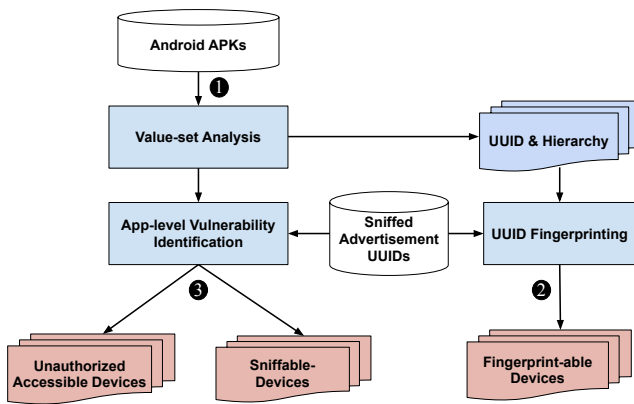 Android APKs
1
Value-set Analysis
UUID & Hierarchy
App-level Vulnerability
Identification
Sniffed
Advertisement
UUIDs
UUID Fingerprinting
3
2
Unauthorized
Accessible Devices
Sniffable-
Devices
Fingerprint-able
Devices